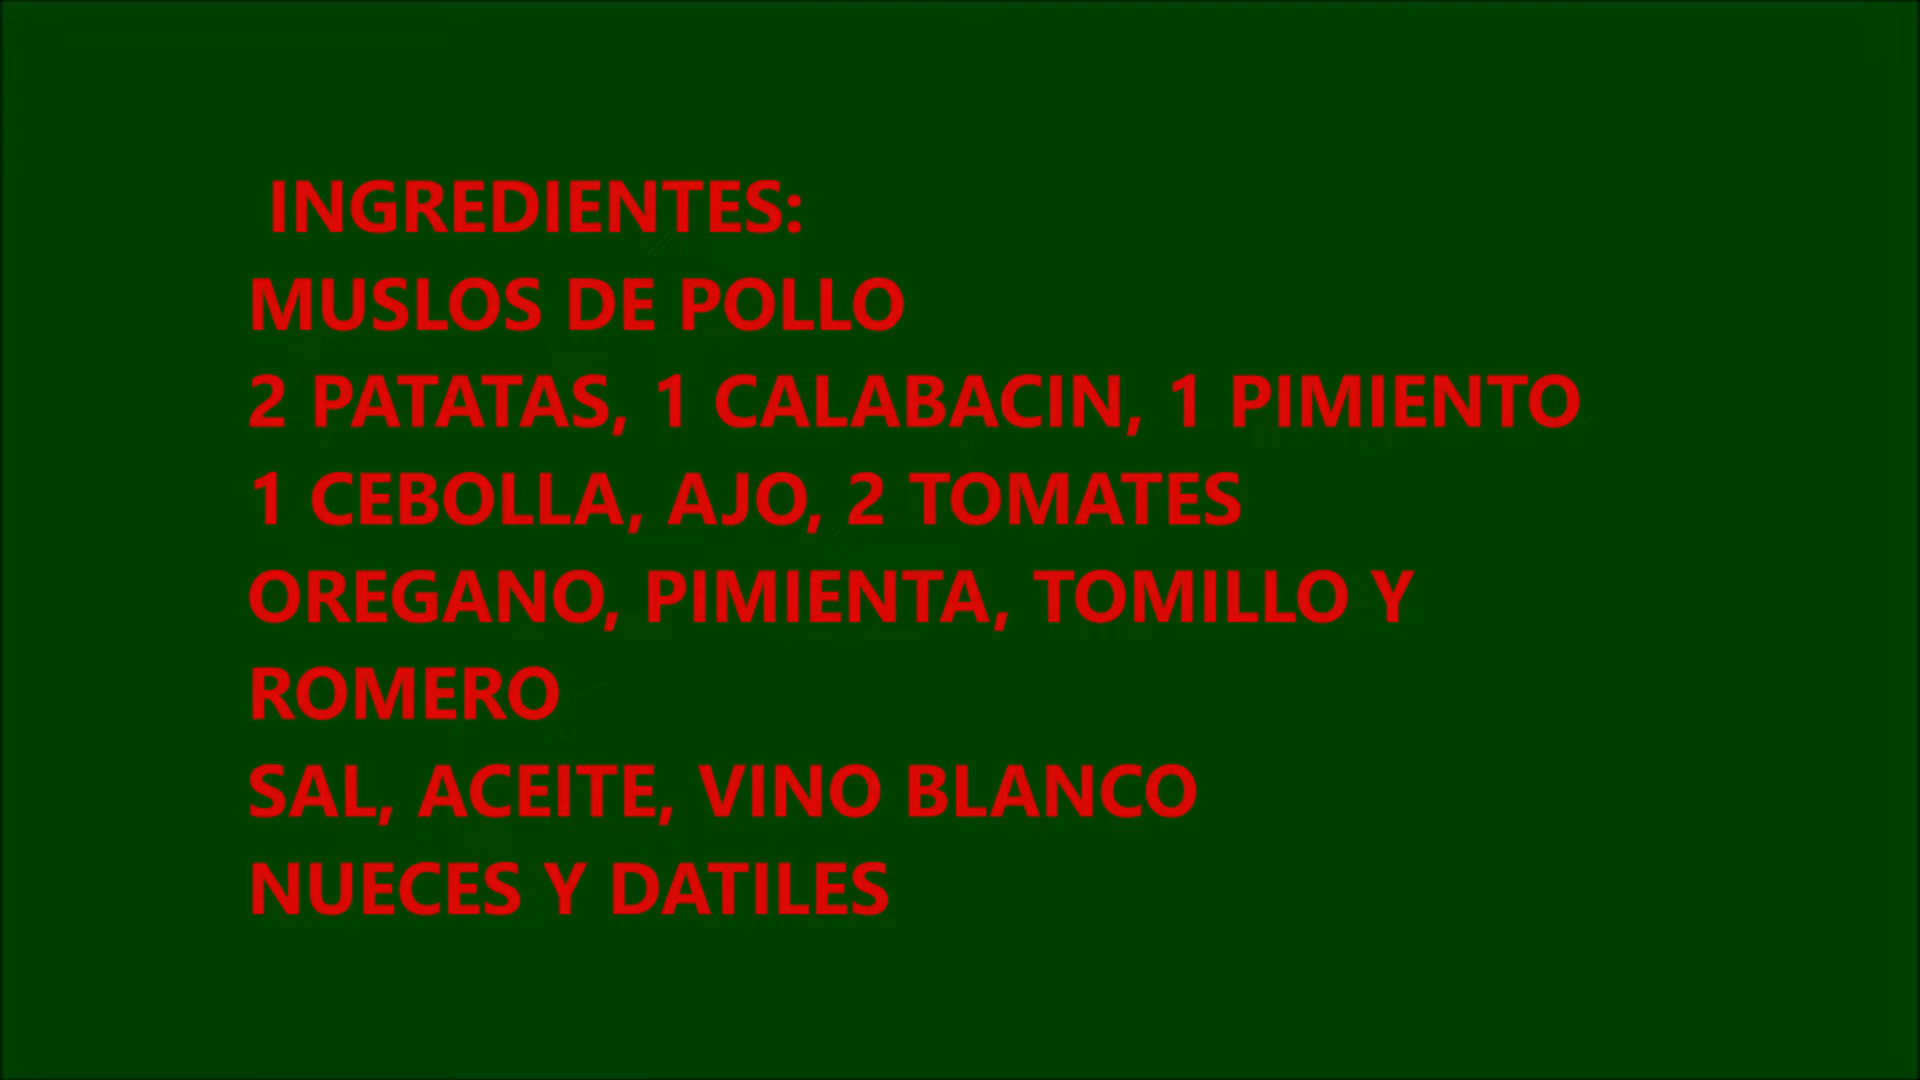 INGREDIENTES:
MUSLOS DE POLLO
2 PATATAS, 1 CALABACIN, 1 PIMIENTO
1 CEBOLLA, AJO, 2 TOMATES
OREGANO, PIMIENTA, TOMILLO Y
ROMERO
SAL, ACEITE, VINO BLANCO
NUECES Y DATILES